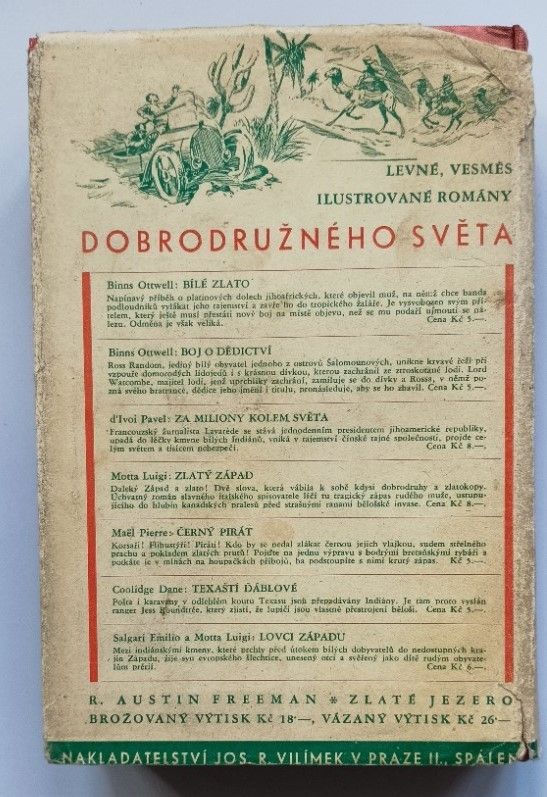 LEVNÉ, VESMĚS
ILUSTROVANÉ ROMÁNY
DOBRODRUŽNÉHO SVĚTA
Binns Ottwell: BÍLÉ ZLATO
Napínavý příběh o platinových dolech jihoafrických, které objevil muž, na němž chce banda
podloudníků vylákat jeho tajemství a zavře ho do tropického žaláře. Je vysvobozen svým pří-
telem, který ještě musí přestáti nový boj na místě objevu, než se mu podaří ujmouti se ná-
lezu. Odměna je však veliká. Cena Kč 5.—.
Binns Ottwell: BOJ O DĚDICTVÍ
Ross Random, jediný bílý obyvatel jednoho z ostrovů Šalomounových, unikne krvavé řeži při
vzpouře domorodých lidojedů i s krásnou dívkou, kterou zachránil ze ztroskotané lodi. Lord
Watcombe, majitel lodi, jenž uprchlíky zachrání, zamiluje se do dívky a Rosse, v němž po-
zná svého bratrance, dědice jeho jmění i titulu, pronásleduje, aby se ho zbavil. Cena Kč 5.—.
d'Ivoi Pavel: ZA MILIONY KOLEM SVĚTA
Francouzský žurnalista Lavarède se stává jednodenním presidentem jihoamerické republiky,
upadá do léčky kmene bílých Indiánů, vniká v tajemství čínské tajné společnosti, projde ce-
lým světem a tisícem nebezpečí. Cena Kč 8.—.
Motta Luigi: ZLATÝ ZÁPAD
Daleký Západ a zlato! Dvě slova, která vábila k sobě kdysi dobrodruhy a zlatokopy.
Úchvatný román slavného italského spisovatele líčí tu tragický zápas rudého muže, ustupu-
jícího do hlubin kanadských pralesů před strašnými ranami bělošské invase. Cena Kč 8.—.
Maël Pierre: ČERNÝ PIRÁT
Korsaři! Flibustýři! Piráti! Kdo by se nedal zlákat černou jejich vlajkou, sudem střelného
prachu a pokladem zlatých prutů! Pojďte na jednu výpravu s bodrými bretoňskými rybáři a
potkáte je v mlhách na houpačkách příbojů, ba podstoupíte s nimi krutý zápas. Kč 5.—.
Coolidge Dane: TEXAŠTÍ ĎÁBLOVÉ
Pošta i karavany v odlehlém koutu Texasu jsou přepadávány Indiány. Je tam proto vyslán
ranger Jess Roundtrée, který zjistí, že lupiči jsou vlastně přestrojení běloši. Cena Kč 5.—.
Salgari Emilio a Motta Luigi: LOVCI ZÁPADU
Mezi indiánskými kmeny, které prchly před útokem bílých dobyvatelů do nedostupných kra-
jin Západu, žije syn evropského šlechtice, unesený otci a svěřený jako dítě rudým obyvate-
lům prérií. Cena Kč 6.—.
R. AUSTIN FREEMAN * ZLATÉ JEZERO
BROŽOVANÝ VÝTISK Kč 18·—, VÁZANÝ VÝTISK Kč 26·—
NAKLADATELSTVÍ JOS. R. VILÍMEK V PRAZE II., SPÁLEN